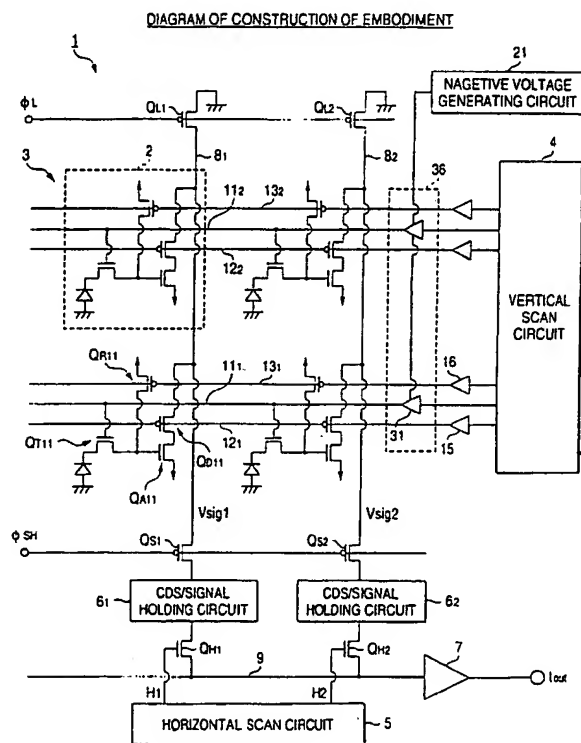 DIAGRAM OF CONSTRUCTION OF EMBODIMENT
1
21
NAGETIVE VOLTAGE
GENERATING CIRCUIT
φL
QL1
QL2
3
2
81
82
36
4
112
132
122
VERTICAL SCAN
CIRCUIT
QR11
111
131
16
QT11
121
31
15
QD11
QA11
Vsig1
Vsig2
φSH
QS1
QS2
61
CDS/SIGNAL
HOLDING CIRCUIT
CDS/SIGNAL
HOLDING CIRCUIT
62
QH1
QH2
7
9
H1
H2
Iout
HORIZONTAL SCAN CIRCUIT
5